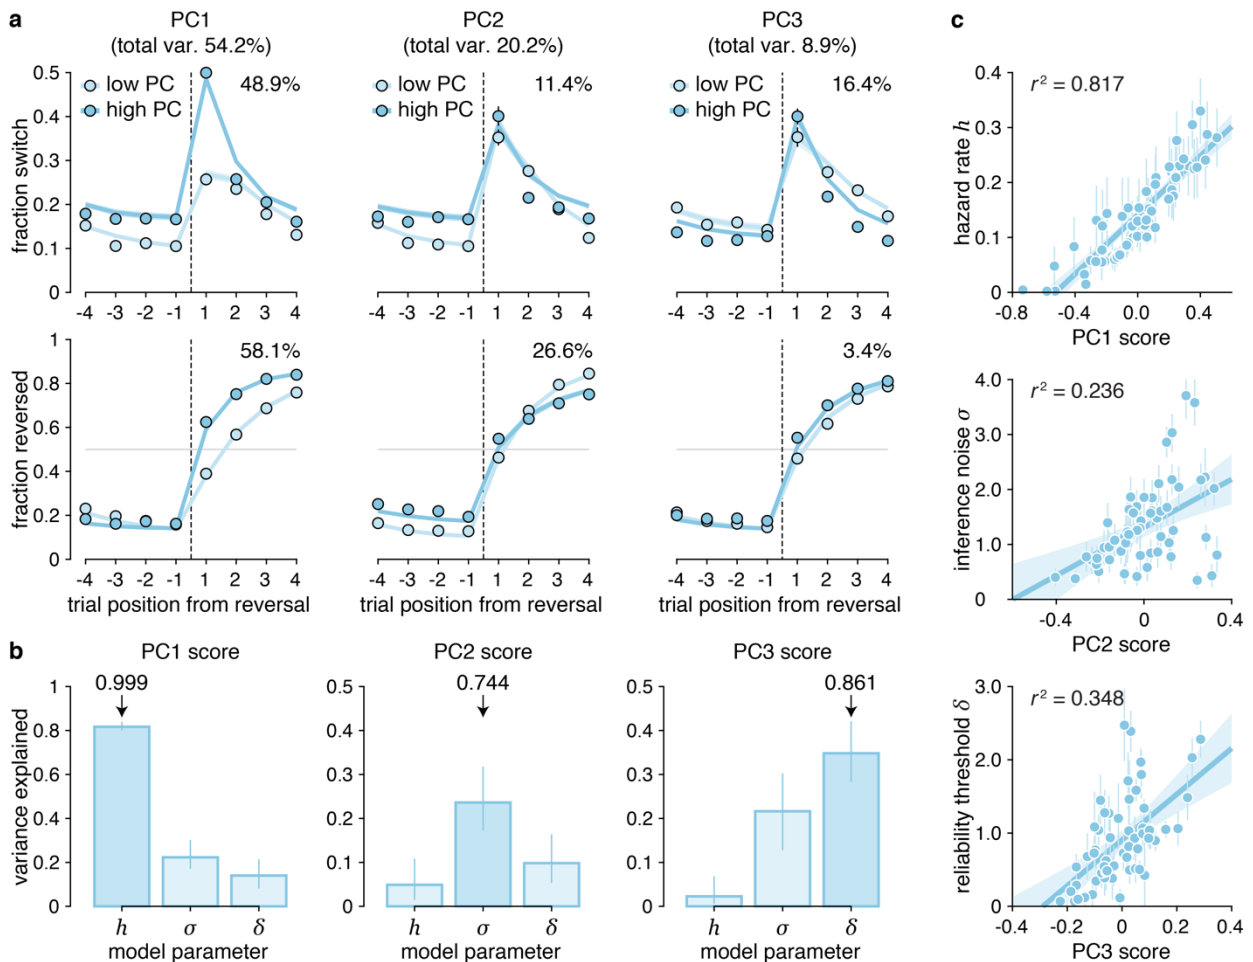 a
PC1
(total var. 54.2%)
PC2
(total var. 20.2%)
PC3
(total var. 8.9%)
fraction switch
0.5
0.4
0.3
0.2
0.1
0
low PC
high PC
48.9%
-4 -3 -2 -1 1 2 3 4
low PC
high PC
11.4%
-4 -3 -2 -1 1 2 3 4
low PC
high PC
16.4%
-4 -3 -2 -1 1 2 3 4
fraction reversed
1
0.8
0.6
0.4
0.2
0
58.1%
-4 -3 -2 -1 1 2 3 4
trial position from reversal
26.6%
-4 -3 -2 -1 1 2 3 4
trial position from reversal
3.4%
-4 -3 -2 -1 1 2 3 4
trial position from reversal
b
PC1 score
variance explained
1
0.8
0.6
0.4
0.2
0
0.999
h σ δ
model parameter
PC2 score
0.5
0.4
0.3
0.2
0.1
0
0.744
h σ δ
model parameter
PC3 score
0.5
0.4
0.3
0.2
0.1
0
0.861
h σ δ
model parameter
c
hazard rate h
0.4
0.3
0.2
0.1
0
r² = 0.817
-0.8 -0.4 0.0 0.4
PC1 score
inference noise σ
4.0
3.0
2.0
1.0
0
r² = 0.236
-0.4 0 0.4
PC2 score
reliability threshold δ
3.0
2.0
1.0
0
r² = 0.348
-0.4 -0.2 0 0.2 0.4
PC3 score